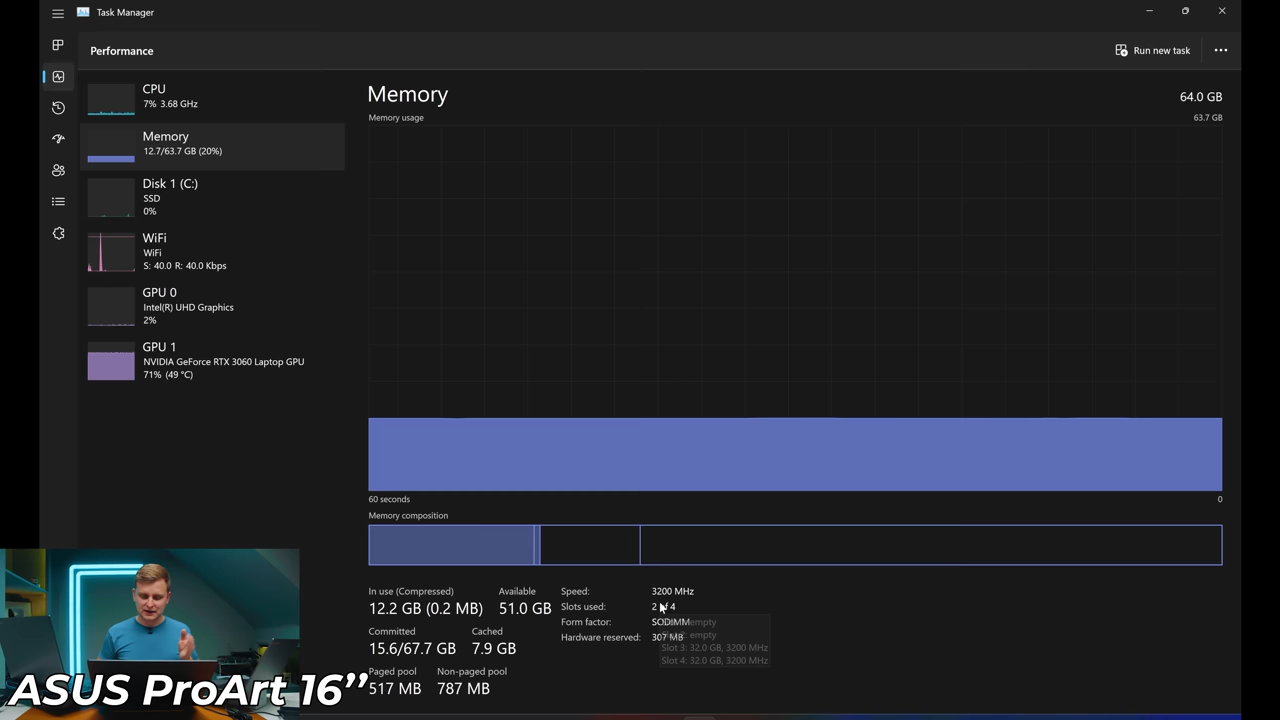 Task Manager
Performance
Run new task
CPU
7% 3.68 GHz
Memory
12.7/63.7 GB (20%)
Disk 1 (C:)
SSD
0%
WiFi
WiFi
S: 40.0 R: 40.0 Kbps
GPU 0
Intel(R) UHD Graphics
2%
GPU 1
NVIDIA GeForce RTX 3060 Laptop GPU
71% (49 °C)
Memory
64.0 GB
Memory usage
63.7 GB
60 seconds
0
Memory composition
In use (Compressed)
12.2 GB (0.2 MB)
Available
51.0 GB
Committed
15.6/67.7 GB
Cached
7.9 GB
Paged pool
517 MB
Non-paged pool
787 MB
Speed: 3200 MHz
Slots used: 2 of 4
Form factor: SODIMM
Hardware reserved: 307 MB
empty
empty
Slot 3: 32.0 GB, 3200 MHz
Slot 4: 32.0 GB, 3200 MHz
ASUS ProArt 16’’